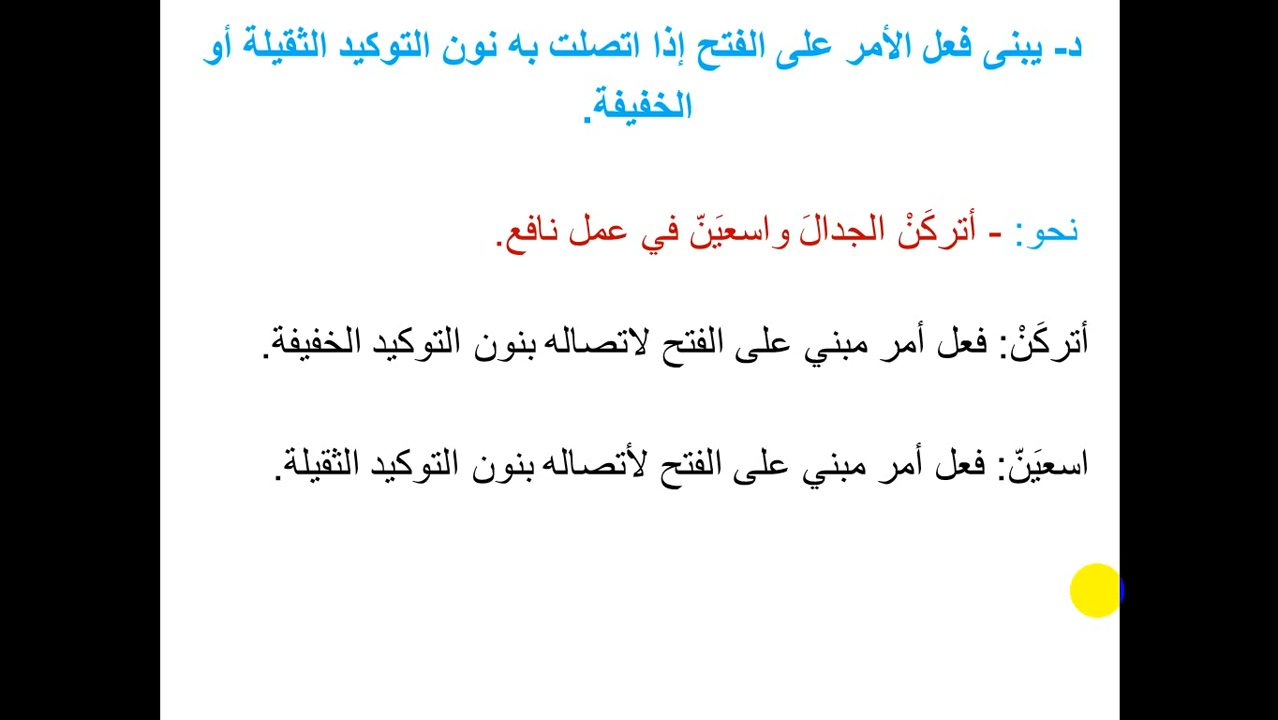 د- يبنى فعل الأمر على الفتح إذا اتصلت به نون التوكيد الثقيلة أو
الخفيفة.
نحو: - أتركَنْ الجدالَ واسعيَنّ في عمل نافع.
أتركَنْ: فعل أمر مبني على الفتح لاتصاله بنون التوكيد الخفيفة.
اسعيَنّ: فعل أمر مبني على الفتح لأتصاله بنون التوكيد الثقيلة.